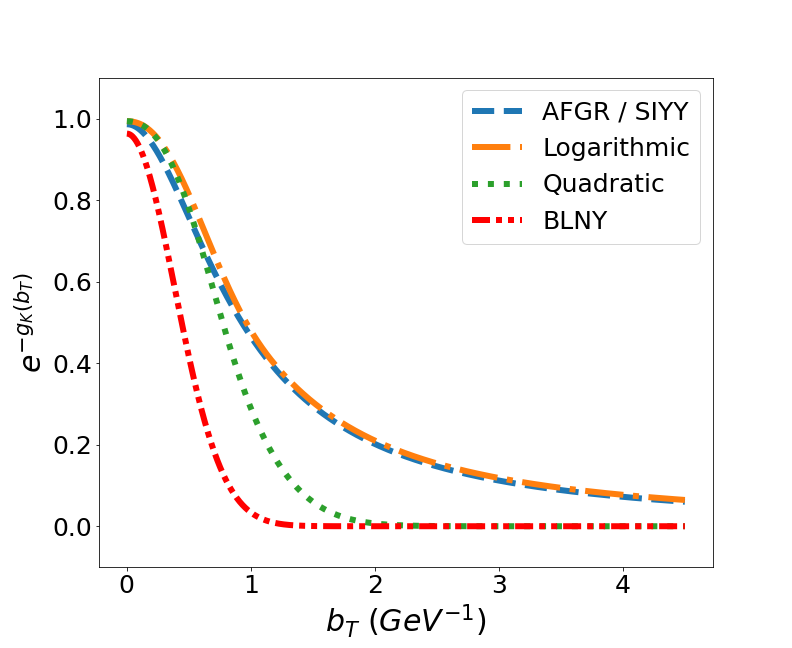 AFGR / SIYY
Logarithmic
Quadratic
BLNY
1.0
0.8
0.6
0.4
0.2
0.0
e^{-g_K(b_T)}
0 1 2 3 4
b_T (GeV^{-1})